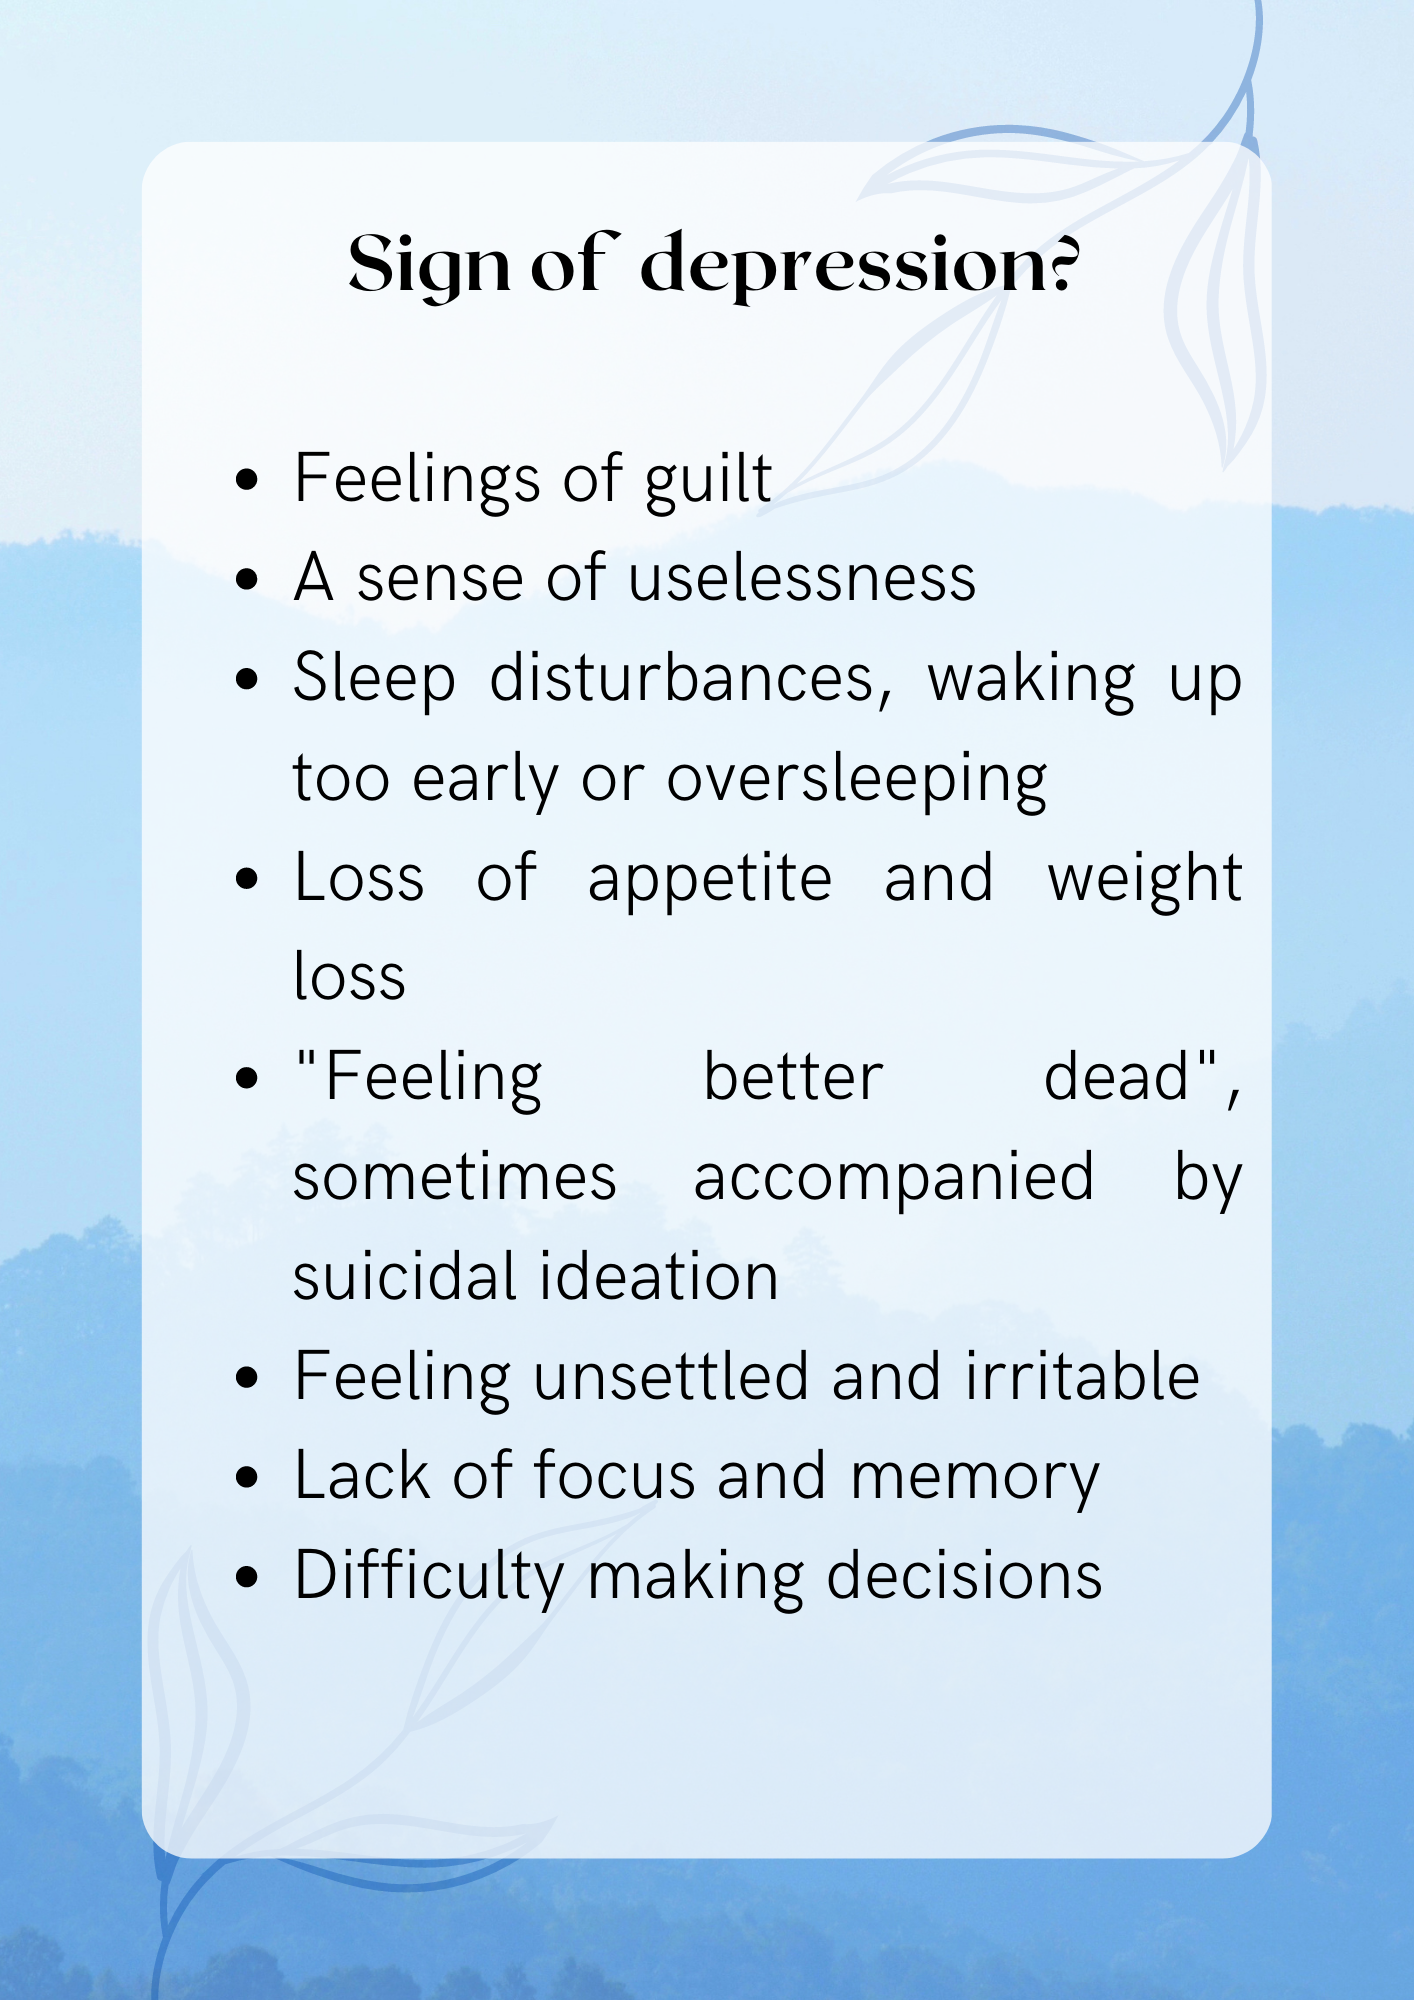 Sign of depression?
• Feelings of guilt
• A sense of uselessness
• Sleep disturbances, waking up
too early or oversleeping
• Loss of appetite and weight
loss
• "Feeling better dead",
sometimes accompanied by
suicidal ideation
• Feeling unsettled and irritable
• Lack of focus and memory
• Difficulty making decisions